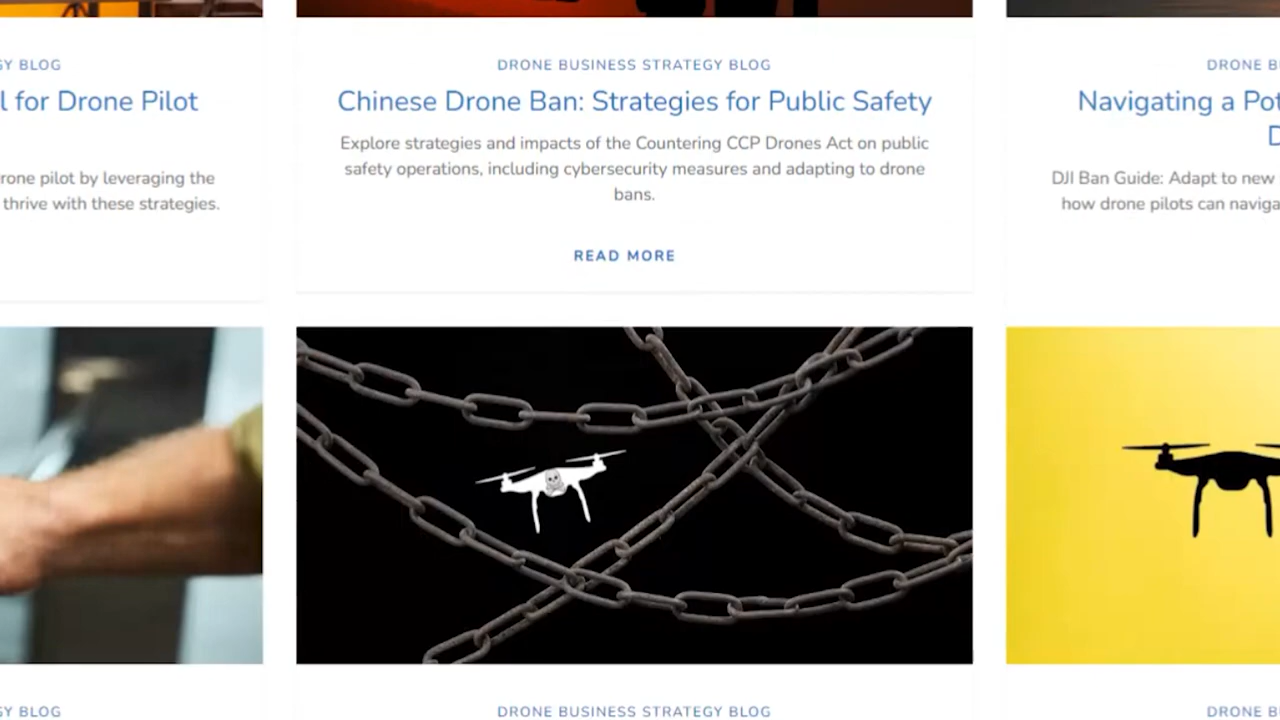 GY BLOG
l for Drone Pilot
rone pilot by leveraging the
thrive with these strategies.
DRONE BUSINESS STRATEGY BLOG
Chinese Drone Ban: Strategies for Public Safety
Explore strategies and impacts of the Countering CCP Drones Act on public
safety operations, including cybersecurity measures and adapting to drone
bans.
READ MORE
DRONE B
Navigating a Pot
D
DJI Ban Guide: Adapt to new
how drone pilots can naviga
GY BLOG
DRONE BUSINESS STRATEGY BLOG
DRONE B